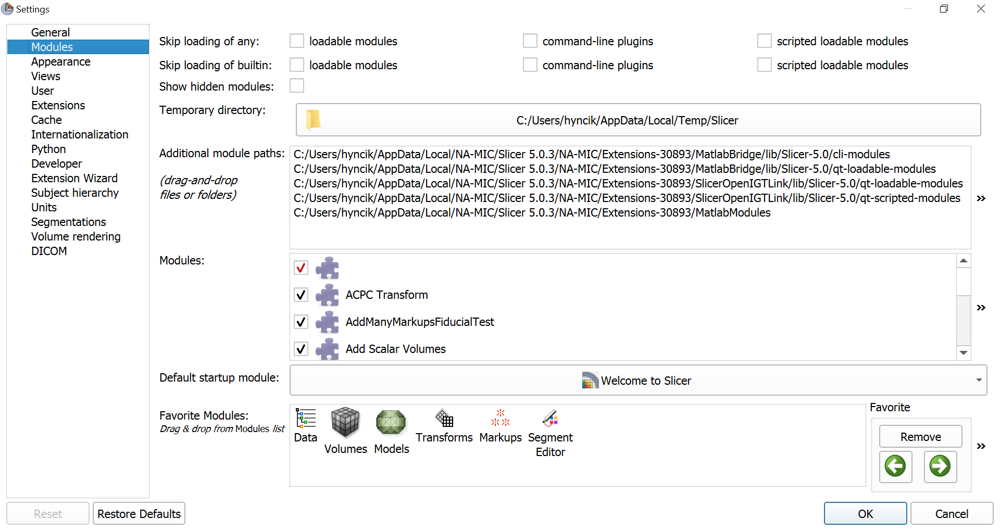 Settings
General
Modules
Appearance
Views
User
Extensions
Cache
Internationalization
Python
Developer
Extension Wizard
Subject hierarchy
Units
Segmentations
Volume rendering
DICOM
Skip loading of any: loadable modules command-line plugins scripted loadable modules
Skip loading of builtin: loadable modules command-line plugins scripted loadable modules
Show hidden modules:
Temporary directory: C:/Users/hyncik/AppData/Local/Temp/Slicer
Additional module paths:
(drag-and-drop
files or folders)
C:/Users/hyncik/AppData/Local/NA-MIC/Slicer 5.0.3/NA-MIC/Extensions-30893/MatlabBridge/lib/Slicer-5.0/cli-modules
C:/Users/hyncik/AppData/Local/NA-MIC/Slicer 5.0.3/NA-MIC/Extensions-30893/MatlabBridge/lib/Slicer-5.0/qt-loadable-modules
C:/Users/hyncik/AppData/Local/NA-MIC/Slicer 5.0.3/NA-MIC/Extensions-30893/SlicerOpenIGTLink/lib/Slicer-5.0/qt-loadable-modules
C:/Users/hyncik/AppData/Local/NA-MIC/Slicer 5.0.3/NA-MIC/Extensions-30893/SlicerOpenIGTLink/lib/Slicer-5.0/qt-scripted-modules
C:/Users/hyncik/AppData/Local/NA-MIC/Slicer 5.0.3/NA-MIC/Extensions-30893/MatlabModules
Modules:
ACPC Transform
AddManyMarkupsFiducialTest
Add Scalar Volumes
Default startup module: Welcome to Slicer
Favorite Modules:
Drag & drop from Modules list
Data
Volumes
Models
Transforms
Markups
Segment
Editor
Favorite
Remove
Reset
Restore Defaults
OK
Cancel